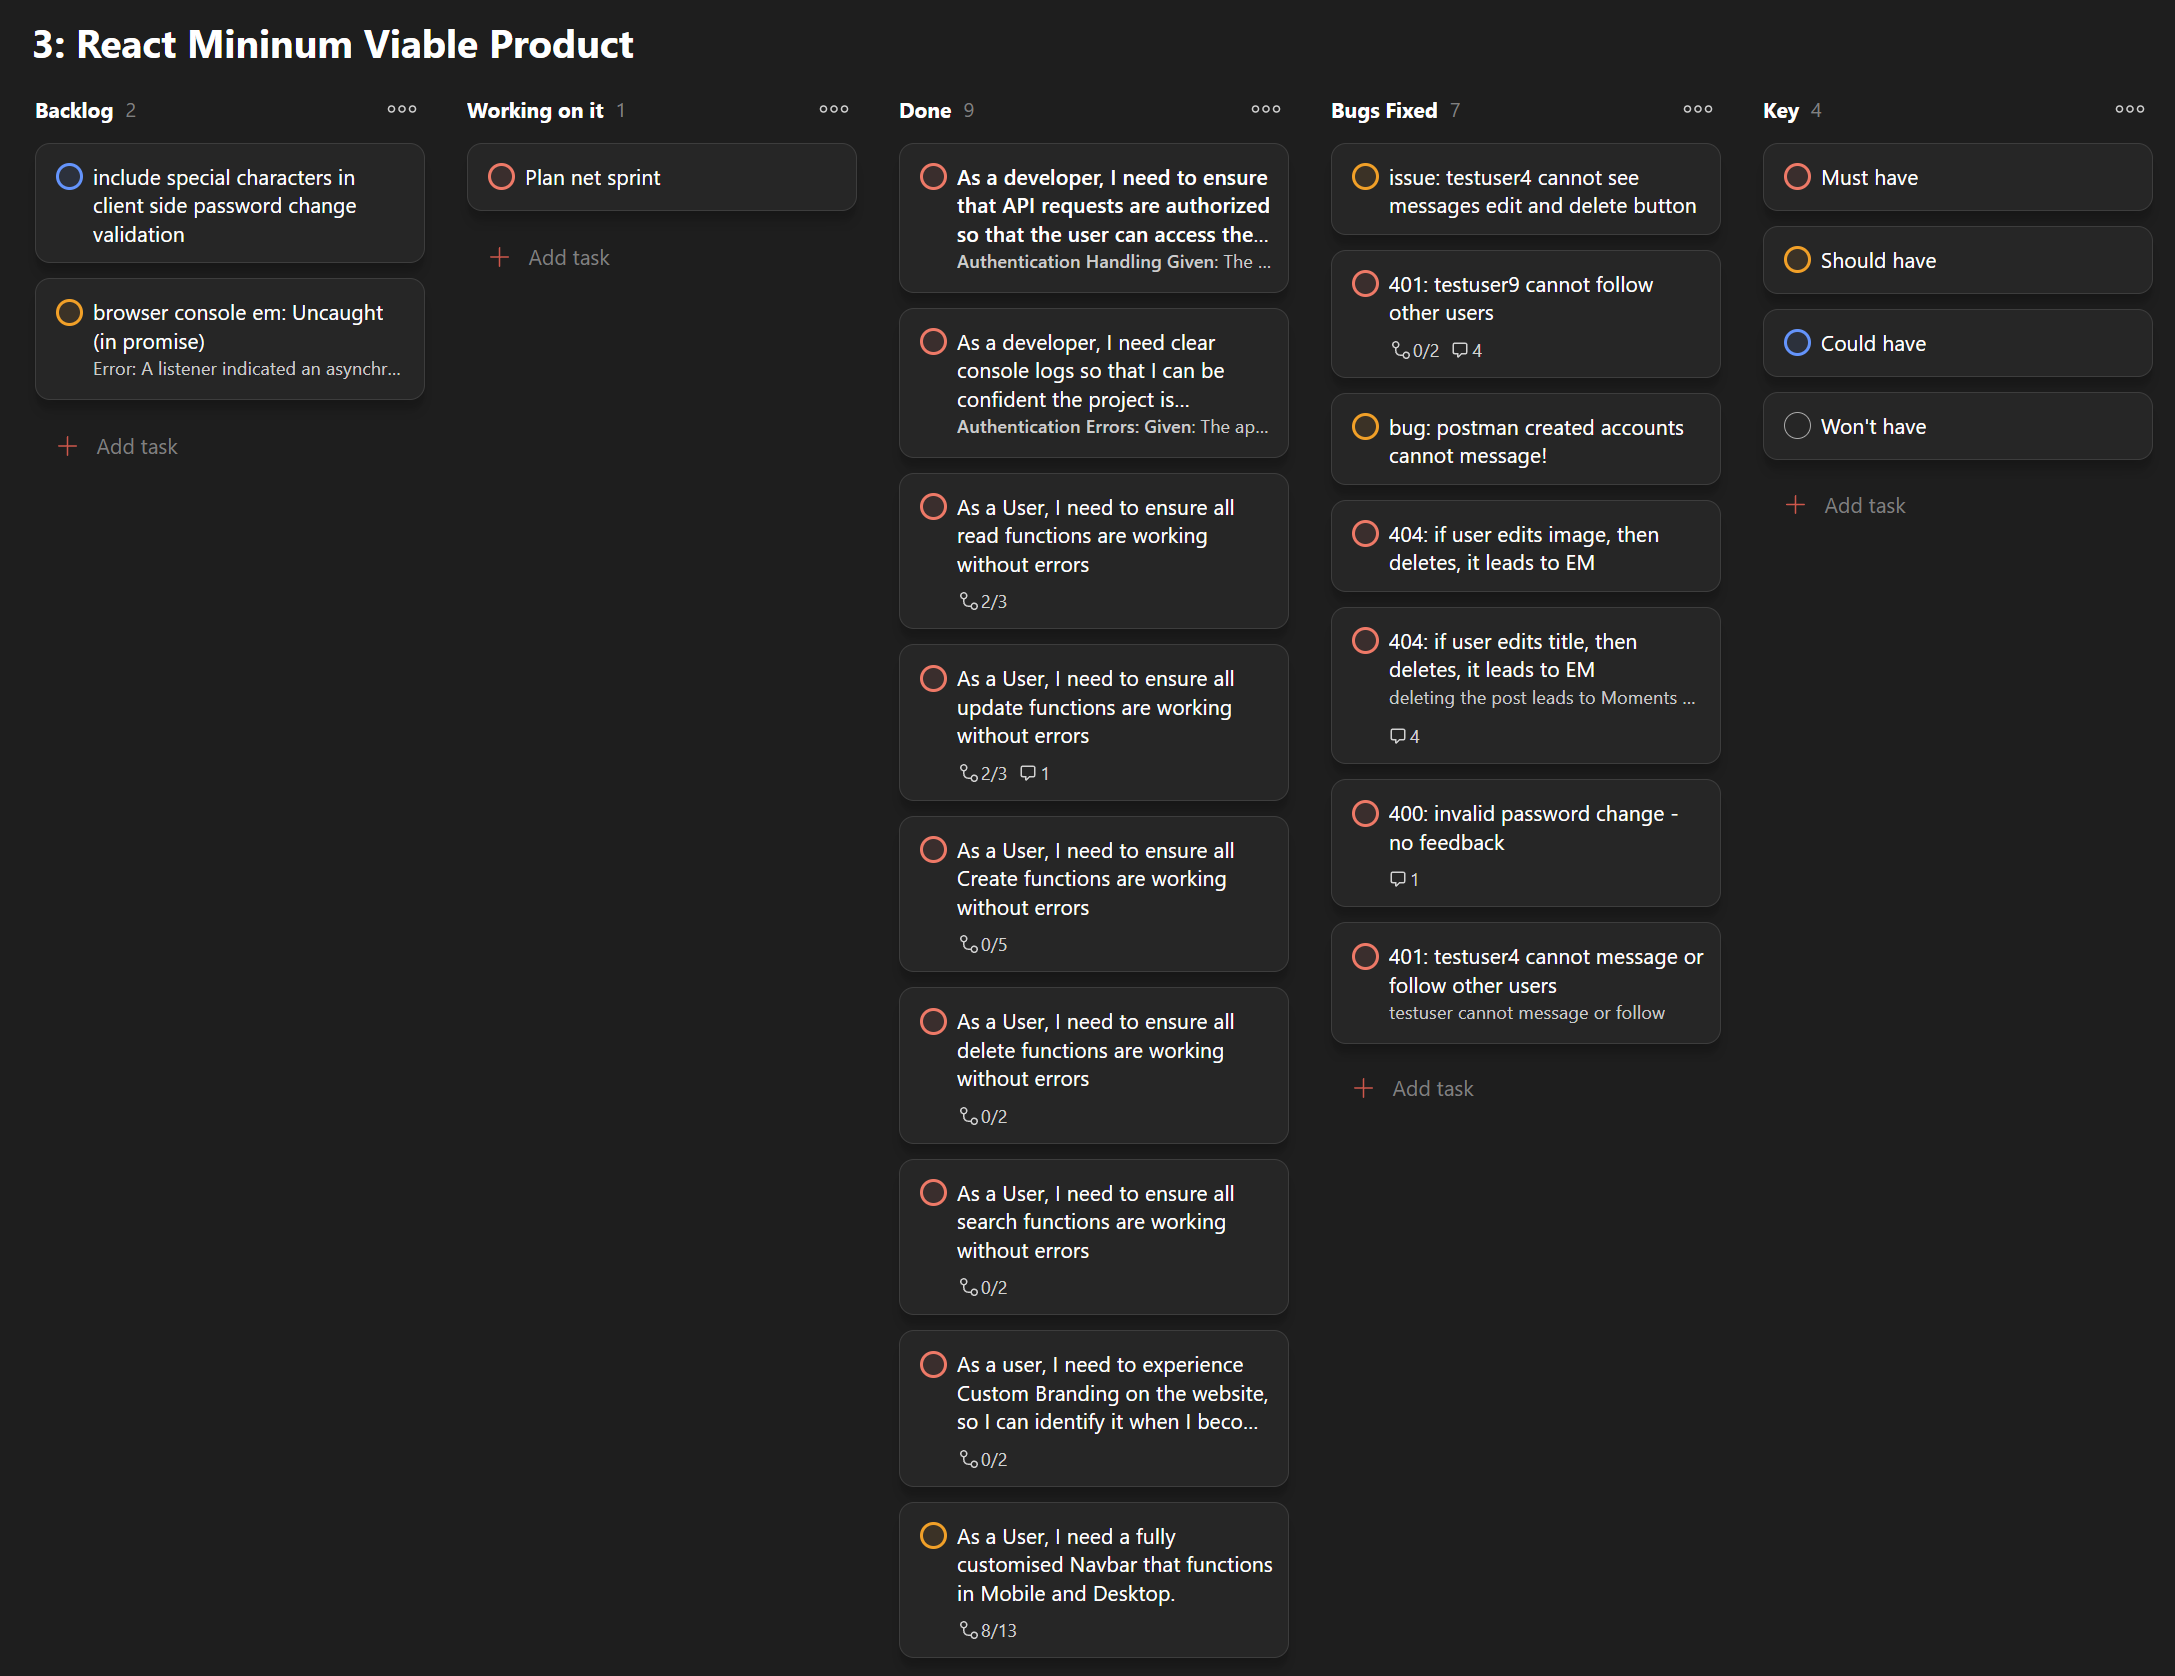 3: React Mininum Viable Product
Backlog 2
include special characters in
client side password change
validation
browser console em: Uncaught
(in promise)
Error: A listener indicated an asynchr...
Add task
Working on it 1
Plan net sprint
Add task
Done 9
As a developer, I need to ensure
that API requests are authorized
so that the user can access the...
Authentication Handling Given: The ...
As a developer, I need clear
console logs so that I can be
confident the project is...
Authentication Errors: Given: The ap...
As a User, I need to ensure all
read functions are working
without errors
2/3
As a User, I need to ensure all
update functions are working
without errors
2/3 1
As a User, I need to ensure all
Create functions are working
without errors
0/5
As a User, I need to ensure all
delete functions are working
without errors
0/2
As a User, I need to ensure all
search functions are working
without errors
0/2
As a user, I need to experience
Custom Branding on the website,
so I can identify it when I beco...
0/2
As a User, I need a fully
customised Navbar that functions
in Mobile and Desktop.
8/13
Bugs Fixed 7
issue: testuser4 cannot see
messages edit and delete button
401: testuser9 cannot follow
other users
0/2 4
bug: postman created accounts
cannot message!
404: if user edits image, then
deletes, it leads to EM
404: if user edits title, then
deletes, it leads to EM
deleting the post leads to Moments ...
4
400: invalid password change -
no feedback
1
401: testuser4 cannot message or
follow other users
testuser cannot message or follow
Add task
Key 4
Must have
Should have
Could have
Won't have
Add task